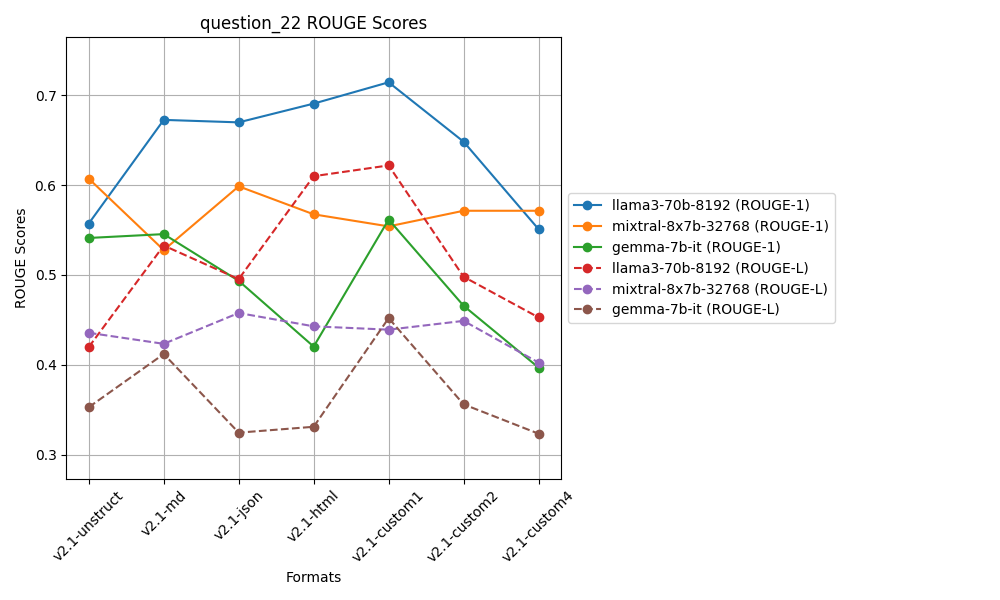 question_22 ROUGE Scores
ROUGE Scores
0.7
0.6
0.5
0.4
0.3
v2.1-unstruct
v2.1-md
v2.1-json
v2.1-html
v2.1-custom1
v2.1-custom2
v2.1-custom4
Formats
llama3-70b-8192 (ROUGE-1)
mixtral-8x7b-32768 (ROUGE-1)
gemma-7b-it (ROUGE-1)
llama3-70b-8192 (ROUGE-L)
mixtral-8x7b-32768 (ROUGE-L)
gemma-7b-it (ROUGE-L)